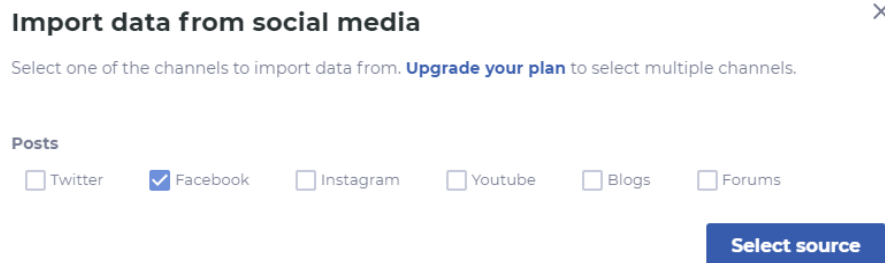 Import data from social media
Select one of the channels to import data from. Upgrade your plan to select multiple channels.
Posts
Twitter Facebook Instagram Youtube Blogs Forums
Select source